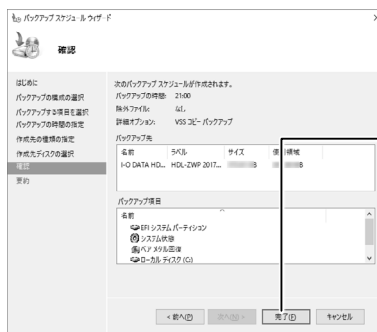 バックアップ スケジュール ウィザード
確認
はじめに
バックアップの構成の選択
バックアップする項目を選択
バックアップの時間の指定
作成先の種類の指定
作成先ディスクの選択
確認
要約
次のバックアップ スケジュールが作成されます。
バックアップの時間: 21:00
除外ファイル: なし
詳細オプション: VSS コピー バックアップ
バックアップ先
名前 ラベル サイズ 使 領域
I-O DATA HD... HDL-ZWP 2017... B B
バックアップ項目
名前
EFI システム パーティション
システム状態
ベア メタル回復
ローカル ディスク (C:)
< 前へ(P) 次へ(N) > 完了(F) キャンセル